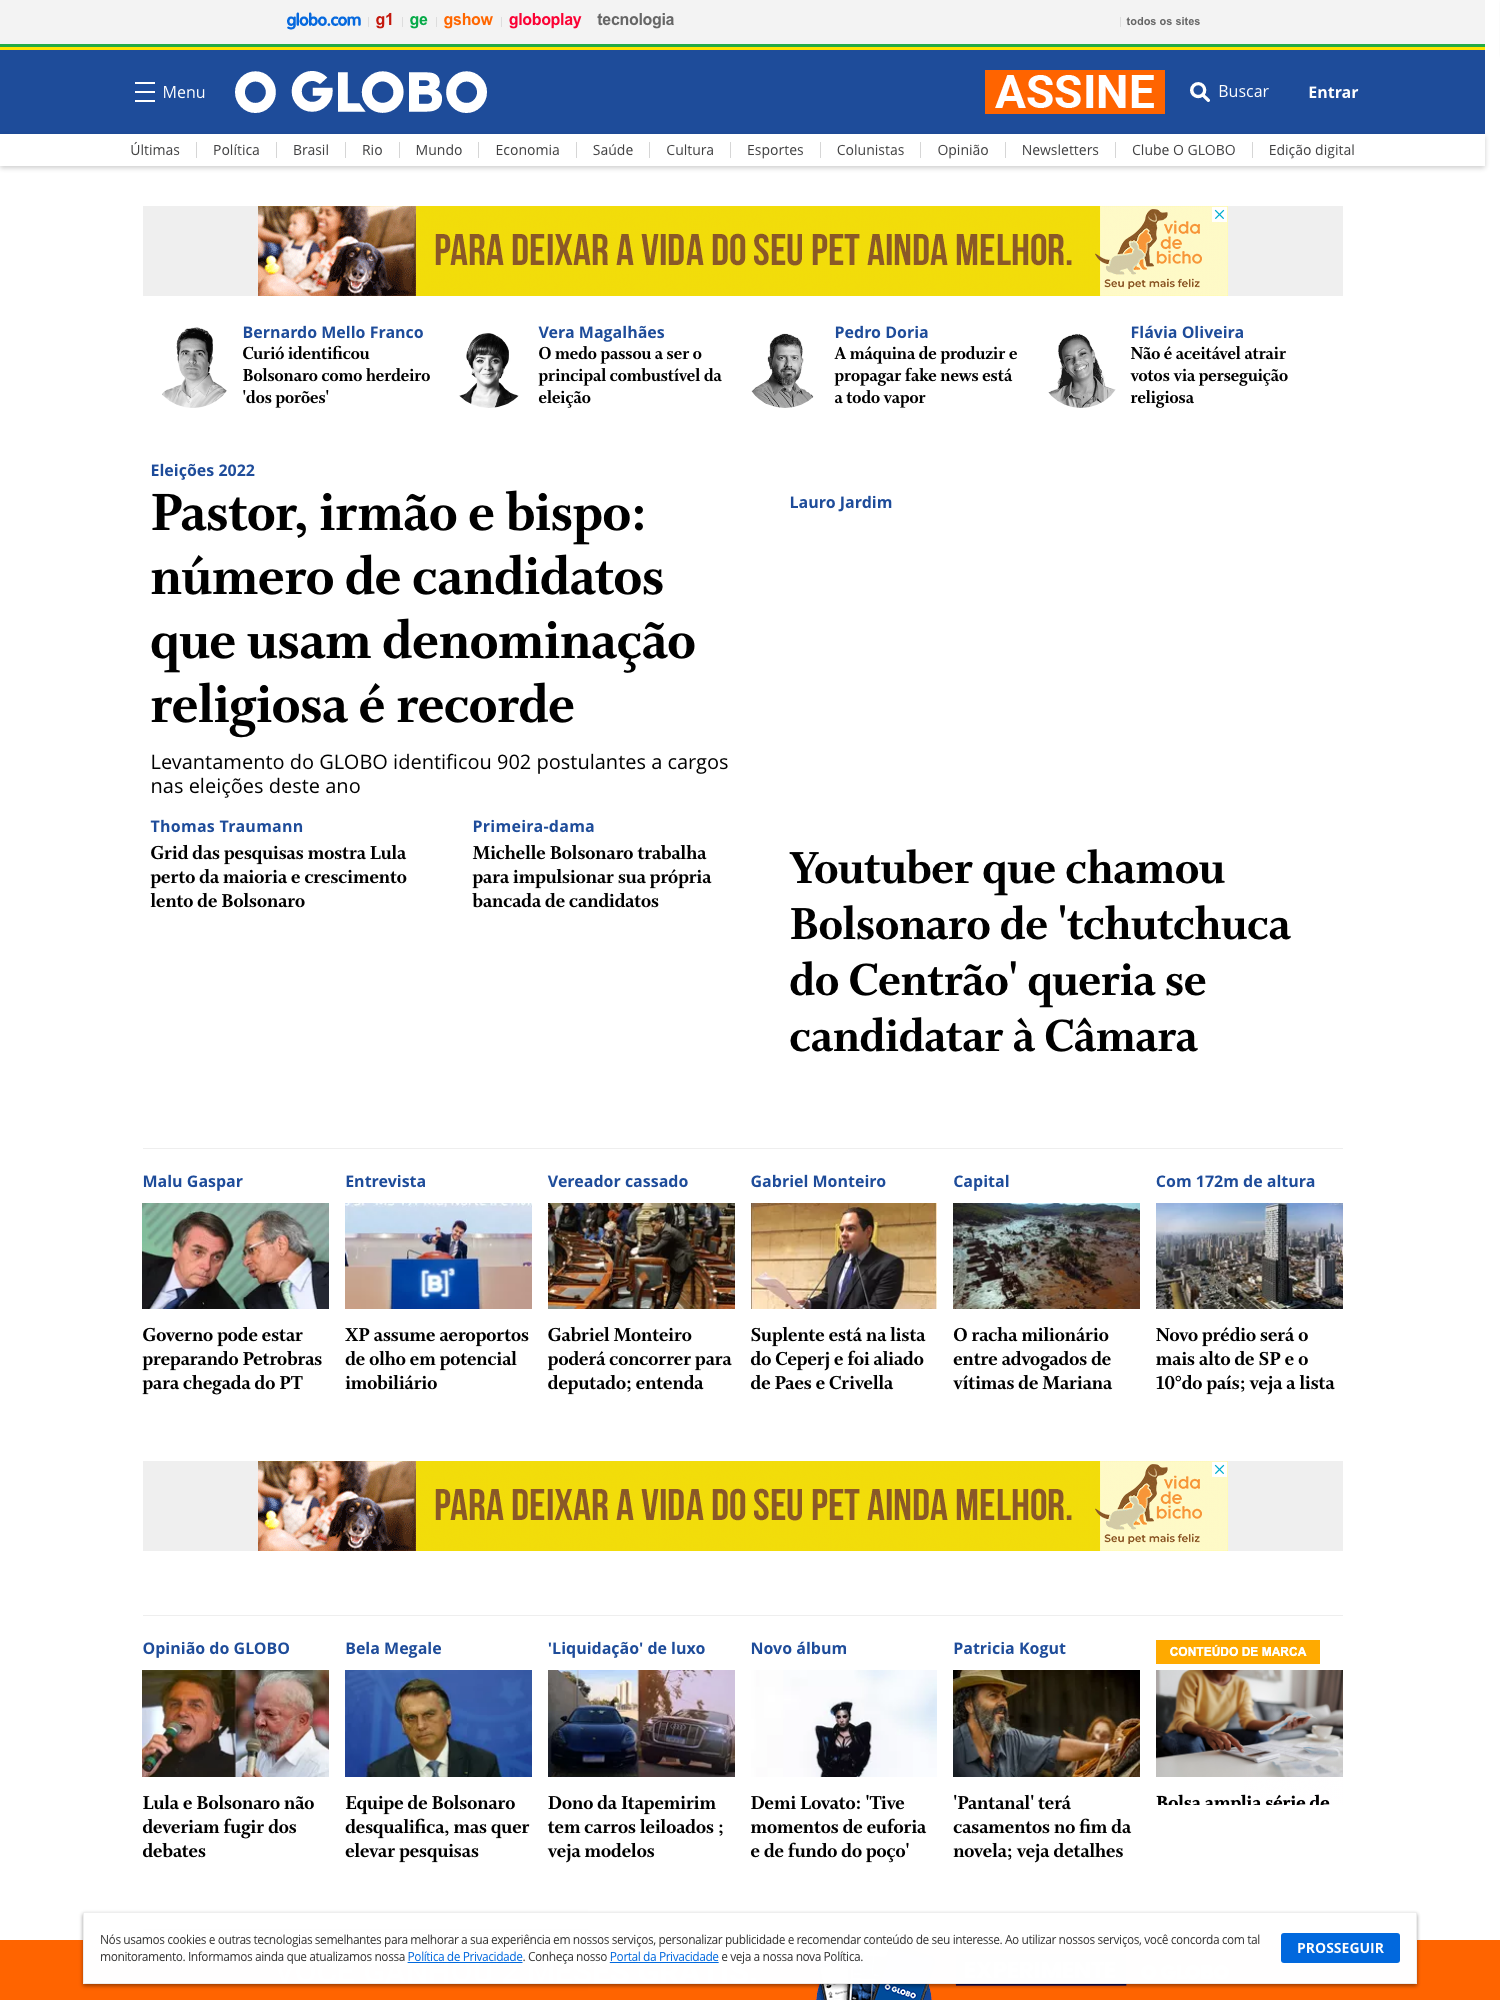 globo.com g1 ge gshow globoplay tecnologia todos os sites
Menu O GLOBO ASSINE Buscar Entrar
Últimas Política Brasil Rio Mundo Economia Saúde Cultura Esportes Colunistas Opinião Newsletters Clube O GLOBO Edição digital
PARA DEIXAR A VIDA DO SEU PET AINDA MELHOR.
vida
de
bicho
Seu pet mais feliz
Bernardo Mello Franco
Curió identificou
Bolsonaro como herdeiro
'dos porões'
Vera Magalhães
O medo passou a ser o
principal combustível da
eleição
Pedro Doria
A máquina de produzir e
propagar fake news está
a todo vapor
Flávia Oliveira
Não é aceitável atrair
votos via perseguição
religiosa
Eleições 2022
Pastor, irmão e bispo:
número de candidatos
que usam denominação
religiosa é recorde
Levantamento do GLOBO identificou 902 postulantes a cargos
nas eleições deste ano
Thomas Traumann
Grid das pesquisas mostra Lula
perto da maioria e crescimento
lento de Bolsonaro
Primeira-dama
Michelle Bolsonaro trabalha
para impulsionar sua própria
bancada de candidatos
Lauro Jardim
Youtuber que chamou
Bolsonaro de 'tchutchuca
do Centrão' queria se
candidatar à Câmara
Malu Gaspar
Governo pode estar
preparando Petrobras
para chegada do PT
Entrevista
[B]³
XP assume aeroportos
de olho em potencial
imobiliário
Vereador cassado
Gabriel Monteiro
poderá concorrer para
deputado; entenda
Gabriel Monteiro
Suplente está na lista
do Ceperj e foi aliado
de Paes e Crivella
Capital
O racha milionário
entre advogados de
vítimas de Mariana
Com 172m de altura
Novo prédio será o
mais alto de SP e o
10°do país; veja a lista
PARA DEIXAR A VIDA DO SEU PET AINDA MELHOR.
vida
de
bicho
Seu pet mais feliz
Opinião do GLOBO
Lula e Bolsonaro não
deveriam fugir dos
debates
Bela Megale
Equipe de Bolsonaro
desqualifica, mas quer
elevar pesquisas
'Liquidação' de luxo
Dono da Itapemirim
tem carros leiloados ;
veja modelos
Novo álbum
Demi Lovato: 'Tive
momentos de euforia
e de fundo do poço'
Patricia Kogut
'Pantanal' terá
casamentos no fim da
novela; veja detalhes
CONTEÚDO DE MARCA
Bolsa amplia série de
Nós usamos cookies e outras tecnologias semelhantes para melhorar a sua experiência em nossos serviços, personalizar publicidade e recomendar conteúdo de seu interesse. Ao utilizar nossos serviços, você concorda com tal
monitoramento. Informamos ainda que atualizamos nossa Política de Privacidade. Conheça nosso Portal da Privacidade e veja a nossa nova Política.
PROSSEGUIR
O GLOBO